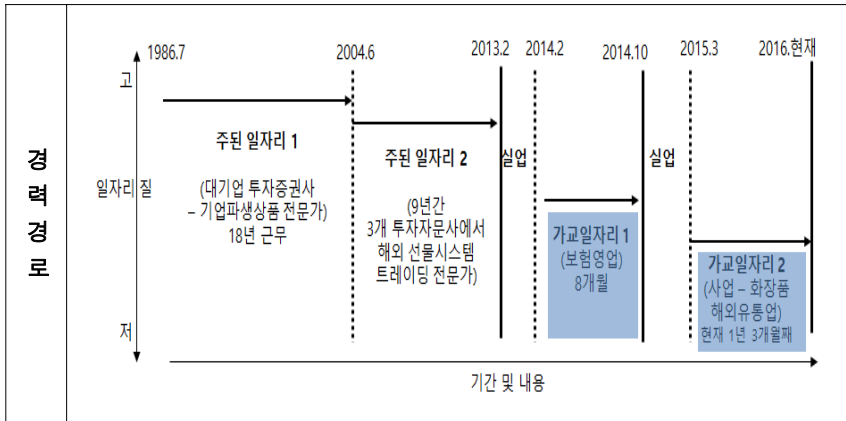 경력경로
1986.7
2004.6
2013.2
2014.2
2014.10
2015.3
2016.현재
고
일자리 질
저
주된 일자리 1
(대기업 투자증권사
– 기업파생상품 전문가)
18년 근무
주된 일자리 2
(9년간
3개 투자자문사에서
해외 선물시스템
트레이딩 전문가)
실업
가교일자리 1
(보험영업)
8개월
실업
가교일자리 2
(사업 – 화장품
해외유통업)
현재 1년 3개월째
기간 및 내용